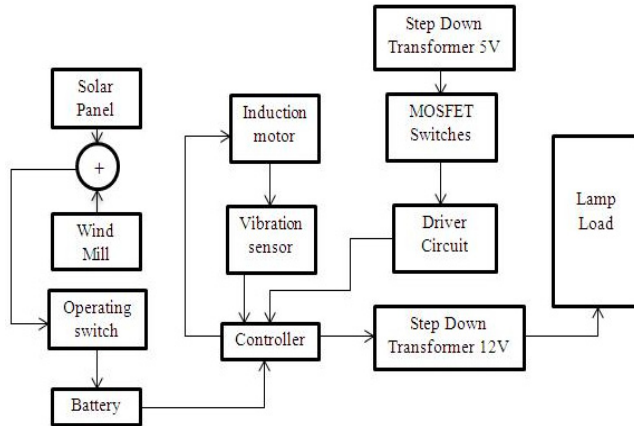 Step Down
Transformer 5V
Solar
Panel
Induction
motor
MOSFET
Switches
+
Lamp
Load
Wind
Mill
Vibration
sensor
Driver
Circuit
Operating
switch
Controller
Step Down
Transformer 12V
Battery